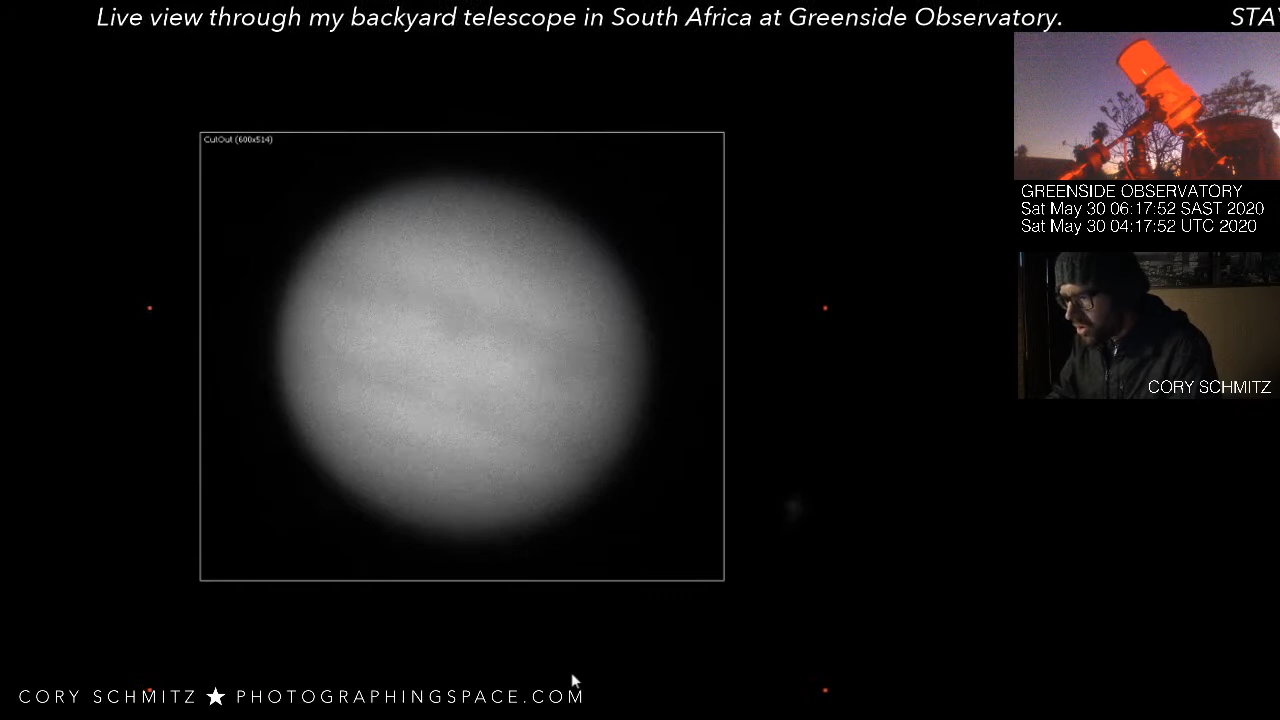 Live view through my backyard telescope in South Africa at Greenside Observatory. STAY
CutOut (600x514)
GREENSIDE OBSERVATORY
Sat May 30 06:17:52 SAST 2020
Sat May 30 04:17:52 UTC 2020
CORY SCHMITZ
CORY SCHMITZ ★ PHOTOGRAPHINGSPACE.COM